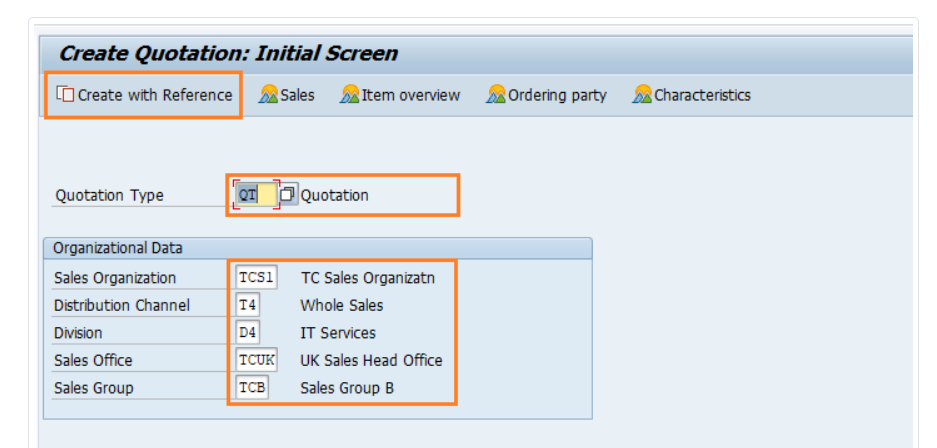 Create Quotation: Initial Screen
Create with Reference Sales Item overview Ordering party Characteristics
Quotation Type QT Quotation
Organizational Data
Sales Organization TCS1 TC Sales Organizatn
Distribution Channel T4 Whole Sales
Division D4 IT Services
Sales Office TCUK UK Sales Head Office
Sales Group TCB Sales Group B